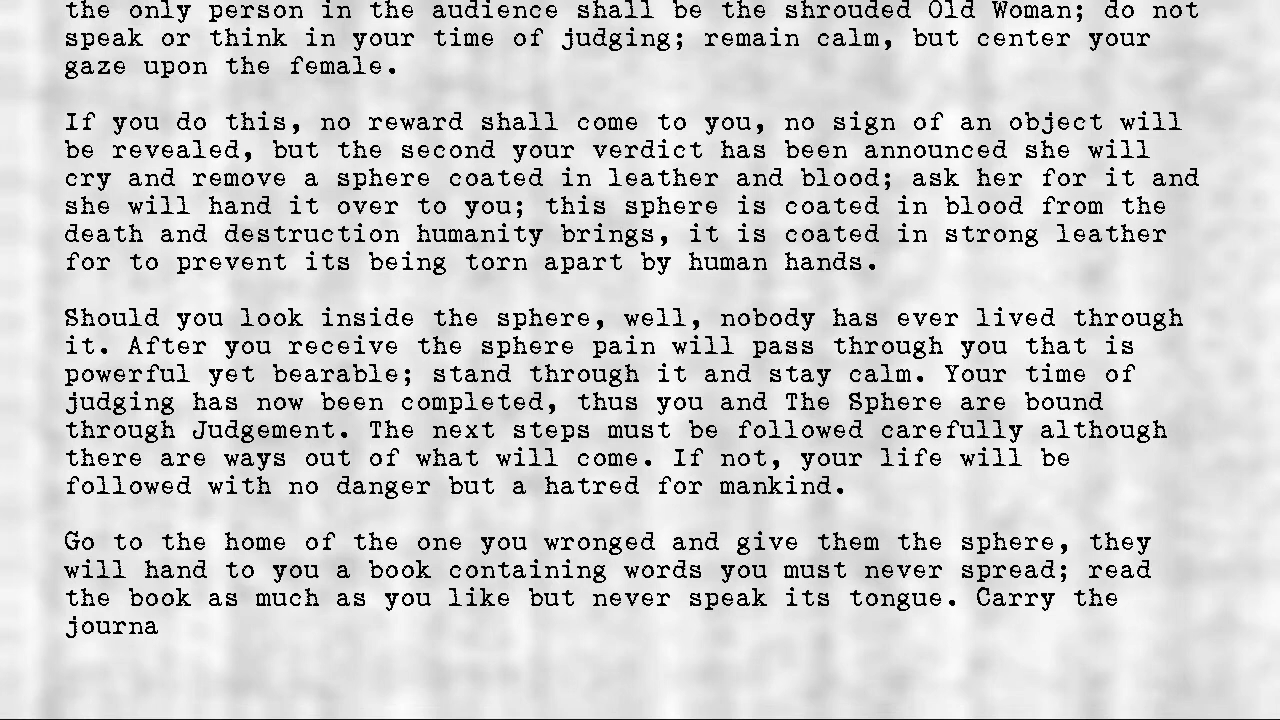 the only person in the audience shall be the shrouded Old Woman; do not
speak or think in your time of judging; remain calm, but center your
gaze upon the female.

If you do this, no reward shall come to you, no sign of an object will
be revealed, but the second your verdict has been announced she will
cry and remove a sphere coated in leather and blood; ask her for it and
she will hand it over to you; this sphere is coated in blood from the
death and destruction humanity brings, it is coated in strong leather
for to prevent its being torn apart by human hands.

Should you look inside the sphere, well, nobody has ever lived through
it. After you receive the sphere pain will pass through you that is
powerful yet bearable; stand through it and stay calm. Your time of
judging has now been completed, thus you and The Sphere are bound
through Judgement. The next steps must be followed carefully although
there are ways out of what will come. If not, your life will be
followed with no danger but a hatred for mankind.

Go to the home of the one you wronged and give them the sphere, they
will hand to you a book containing words you must never spread; read
the book as much as you like but never speak its tongue. Carry the
journa